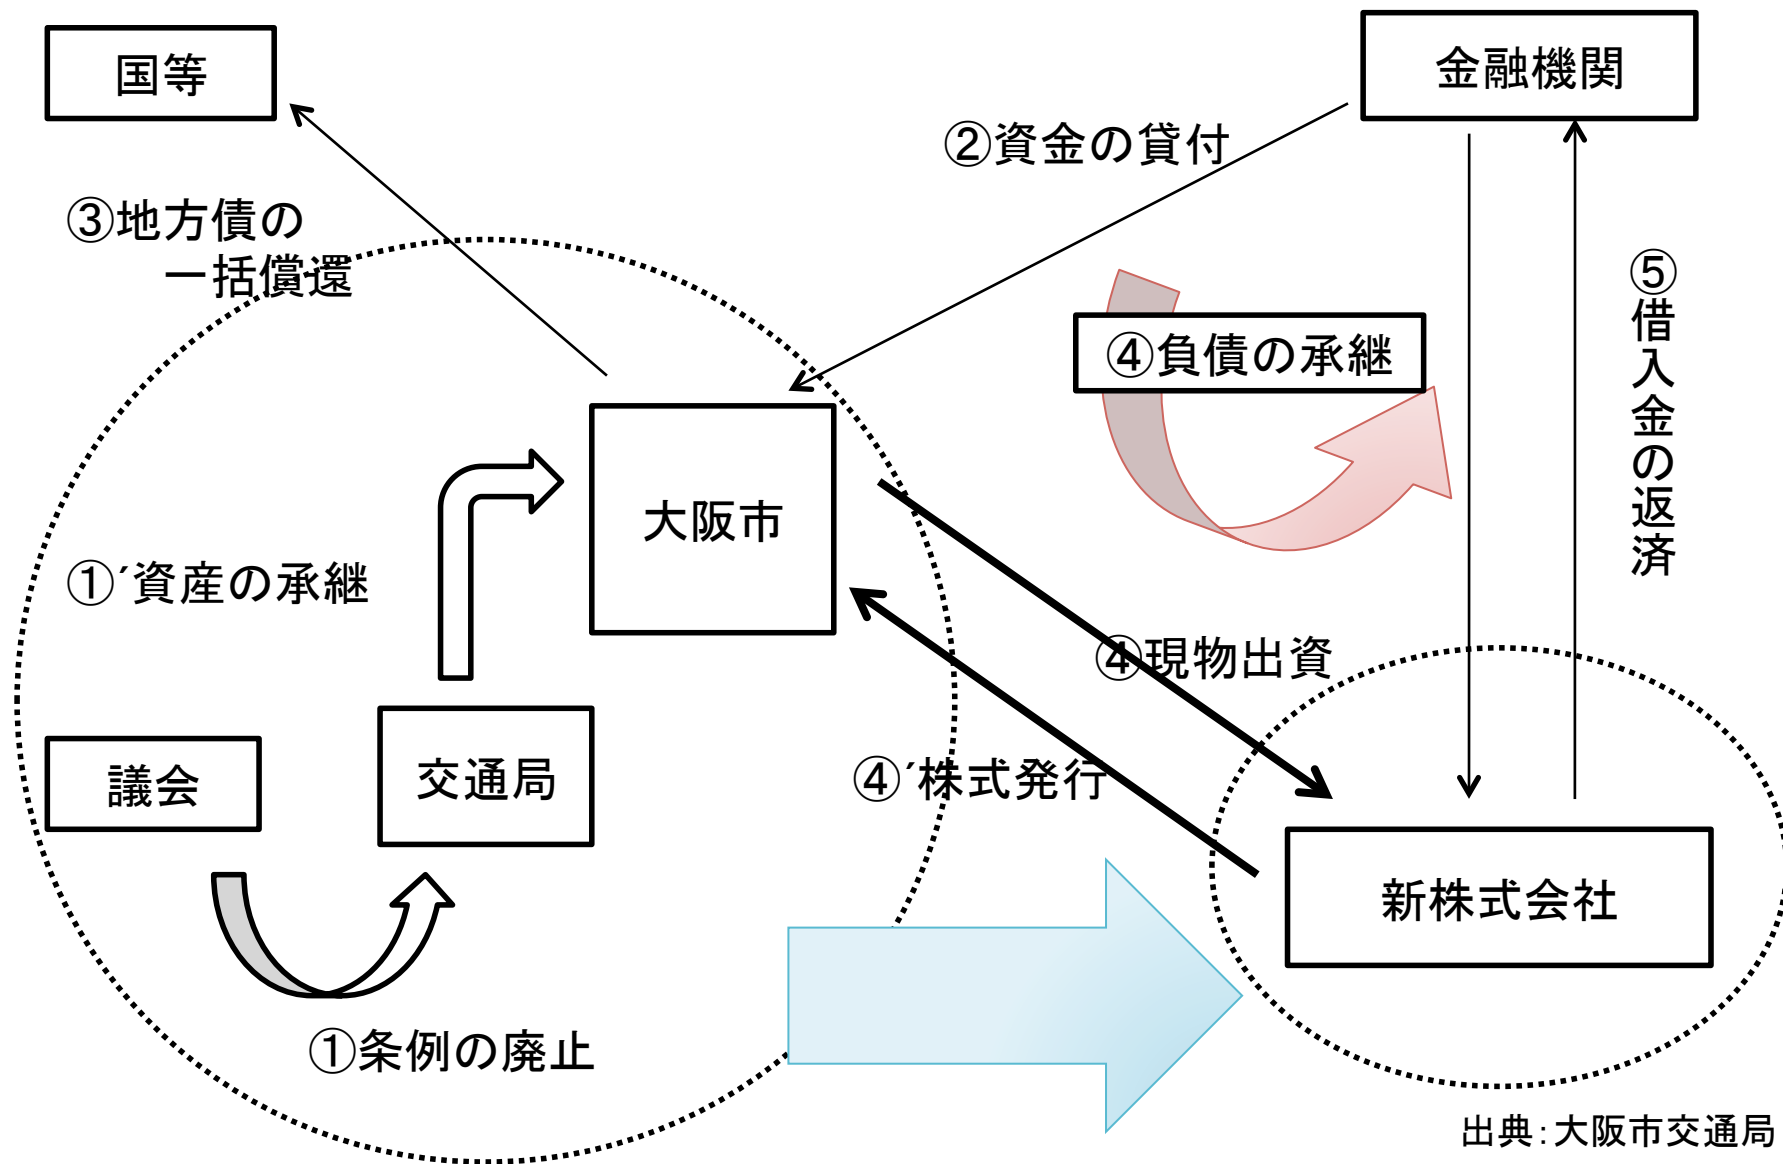 国等
金融機関
②資金の貸付
③地方債の
一括償還
④負債の承継
⑤借入金の返済
大阪市
①´資産の承継
④現物出資
議会
交通局
④´株式発行
新株式会社
①条例の廃止
出典：大阪市交通局